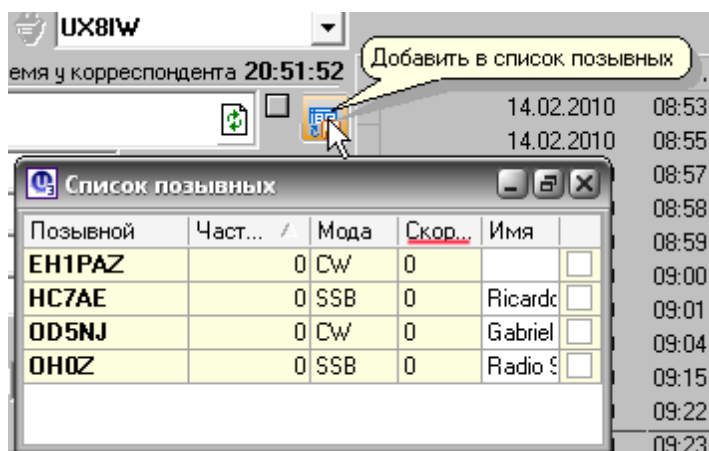 UX8IW
Добавить в список позывных
емя у корреспондента 20:51:52
14.02.2010 08:53
14.02.2010 08:55
08:57
Список позывных
08:58
Позывной Част... Мода Скор... Имя
08:59
EH1PAZ 0 CW 0
09:00
HC7AE 0 SSB 0 Ricardo
09:01
OD5NJ 0 CW 0 Gabriel
09:04
OH0Z 0 SSB 0 Radio S
09:15
09:22
09:23